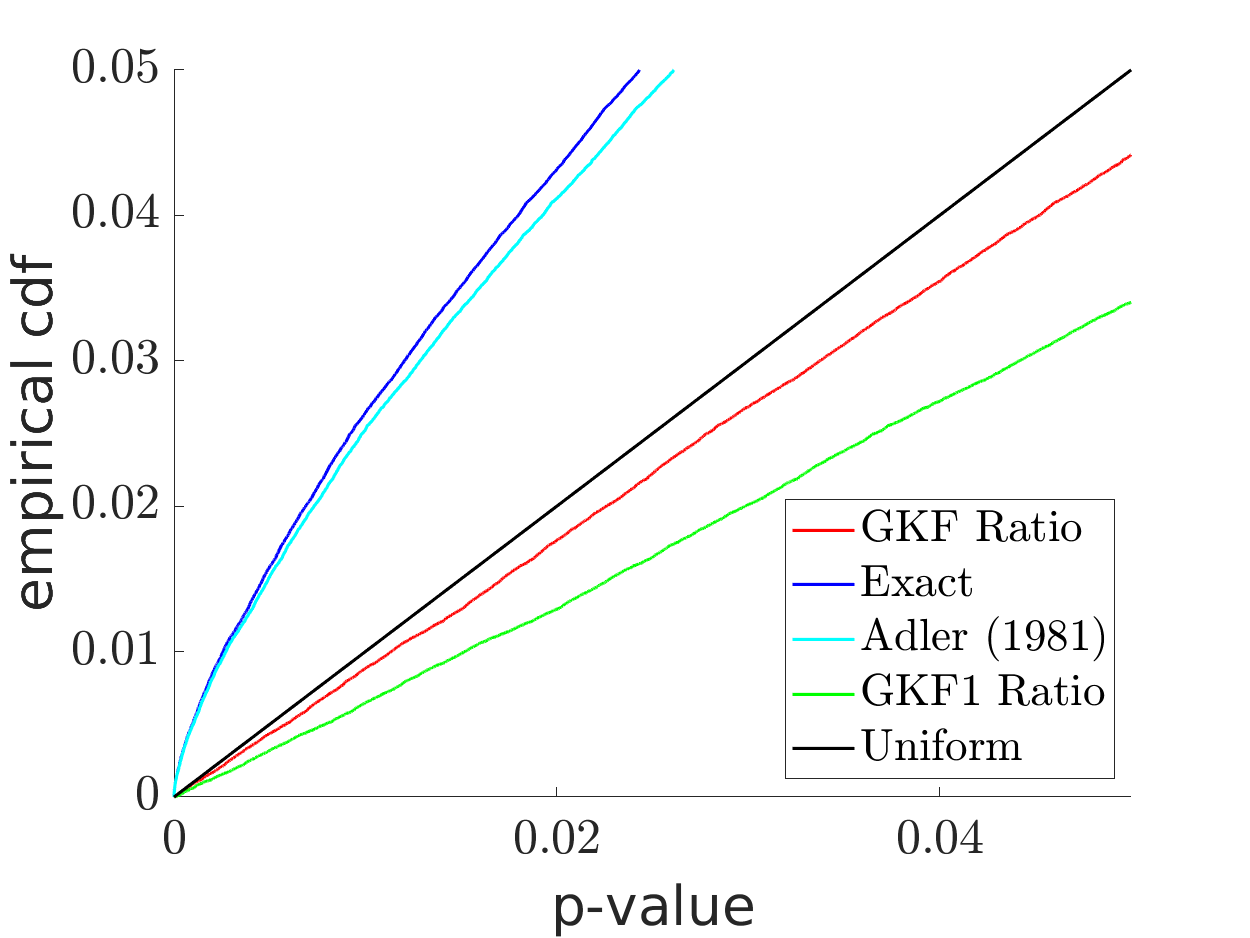 0.05
0.04
0.03
0.02
0.01
0
empirical cdf
0
0.02
0.04
p-value
GKF Ratio
Exact
Adler (1981)
GKF1 Ratio
Uniform